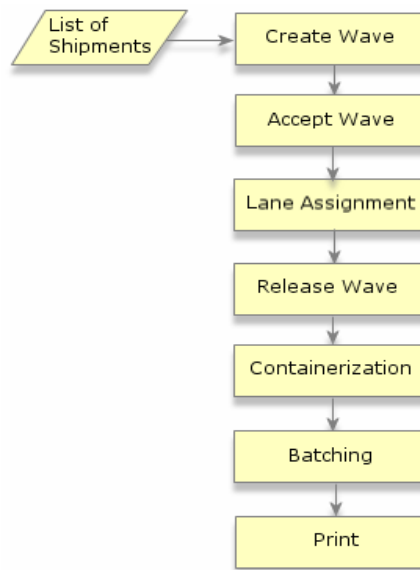 List of
Shipments
Create Wave
Accept Wave
Lane Assignment
Release Wave
Containerization
Batching
Print